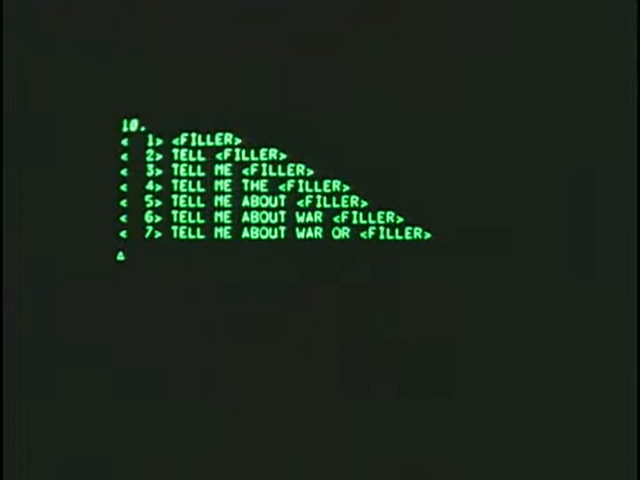 10.
< 1> <FILLER>
< 2> TELL <FILLER>
< 3> TELL ME <FILLER>
< 4> TELL ME THE <FILLER>
< 5> TELL ME ABOUT <FILLER>
< 6> TELL ME ABOUT WAR <FILLER>
< 7> TELL ME ABOUT WAR OR <FILLER>